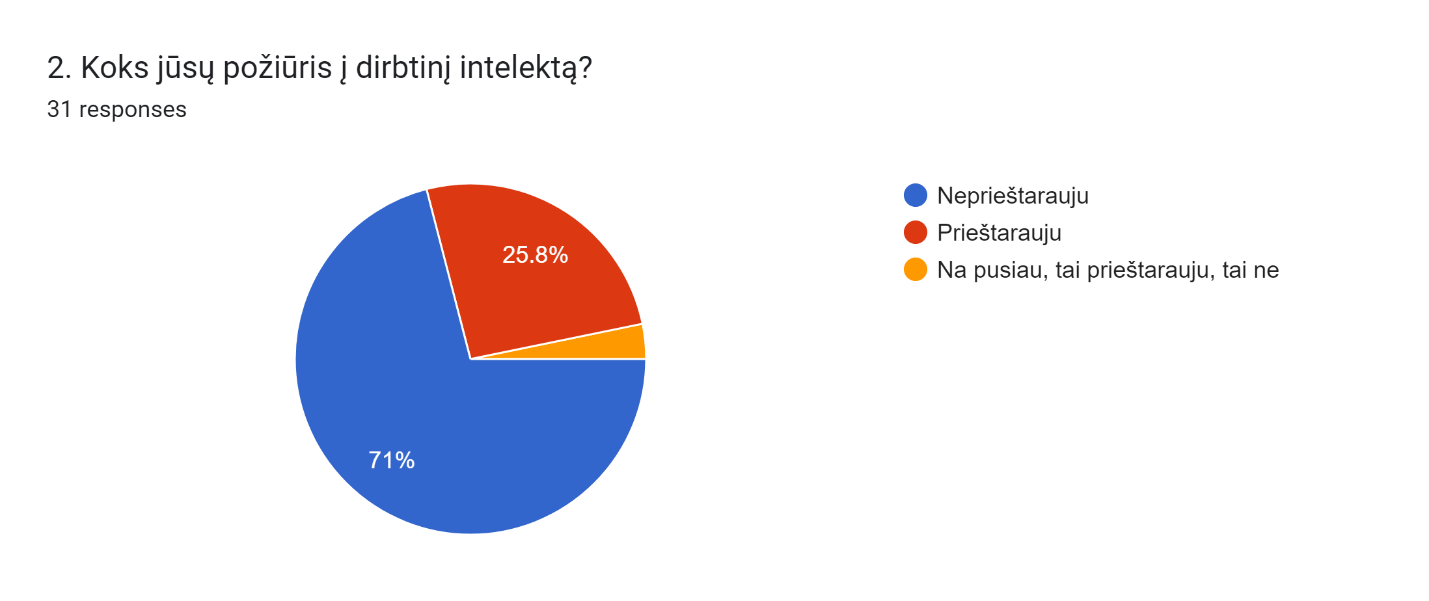 2. Koks jūsų požiūris į dirbtinį intelektą?
31 responses
25.8%
71%
Neprieštarauju
Prieštarauju
Na pusiau, tai prieštarauju, tai ne